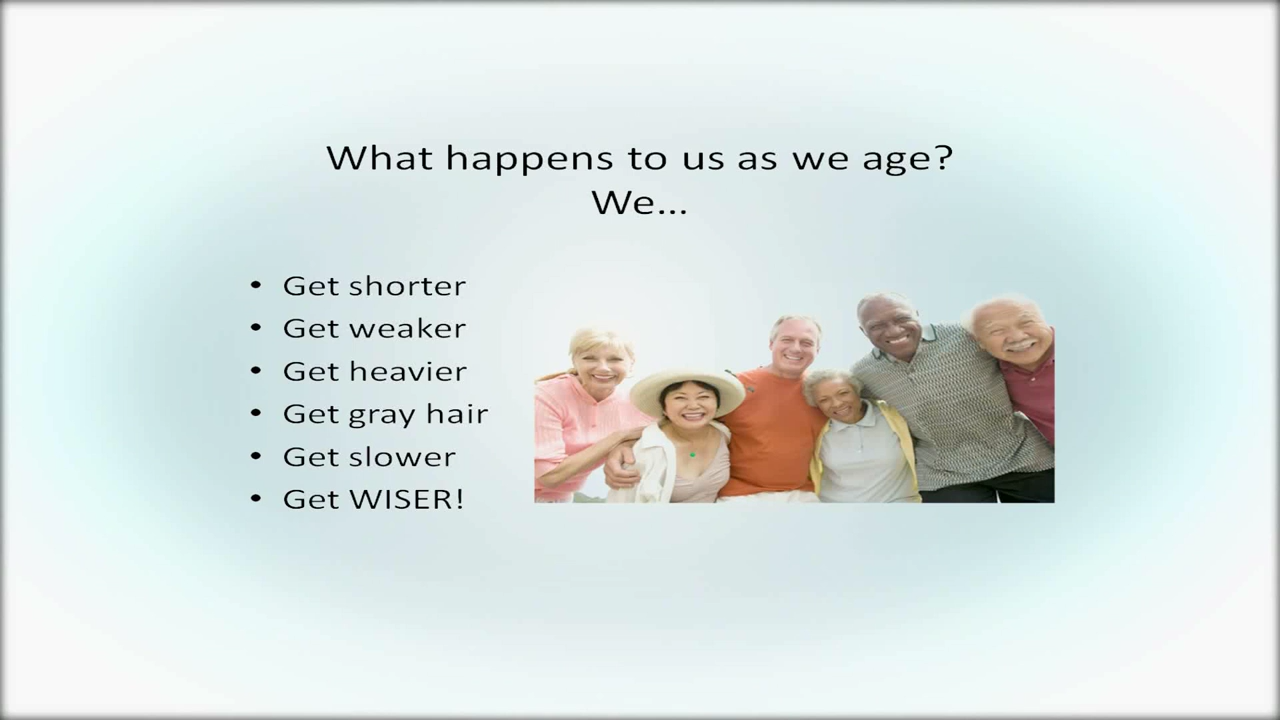 What happens to us as we age?
We...
• Get shorter
• Get weaker
• Get heavier
• Get gray hair
• Get slower
• Get WISER!